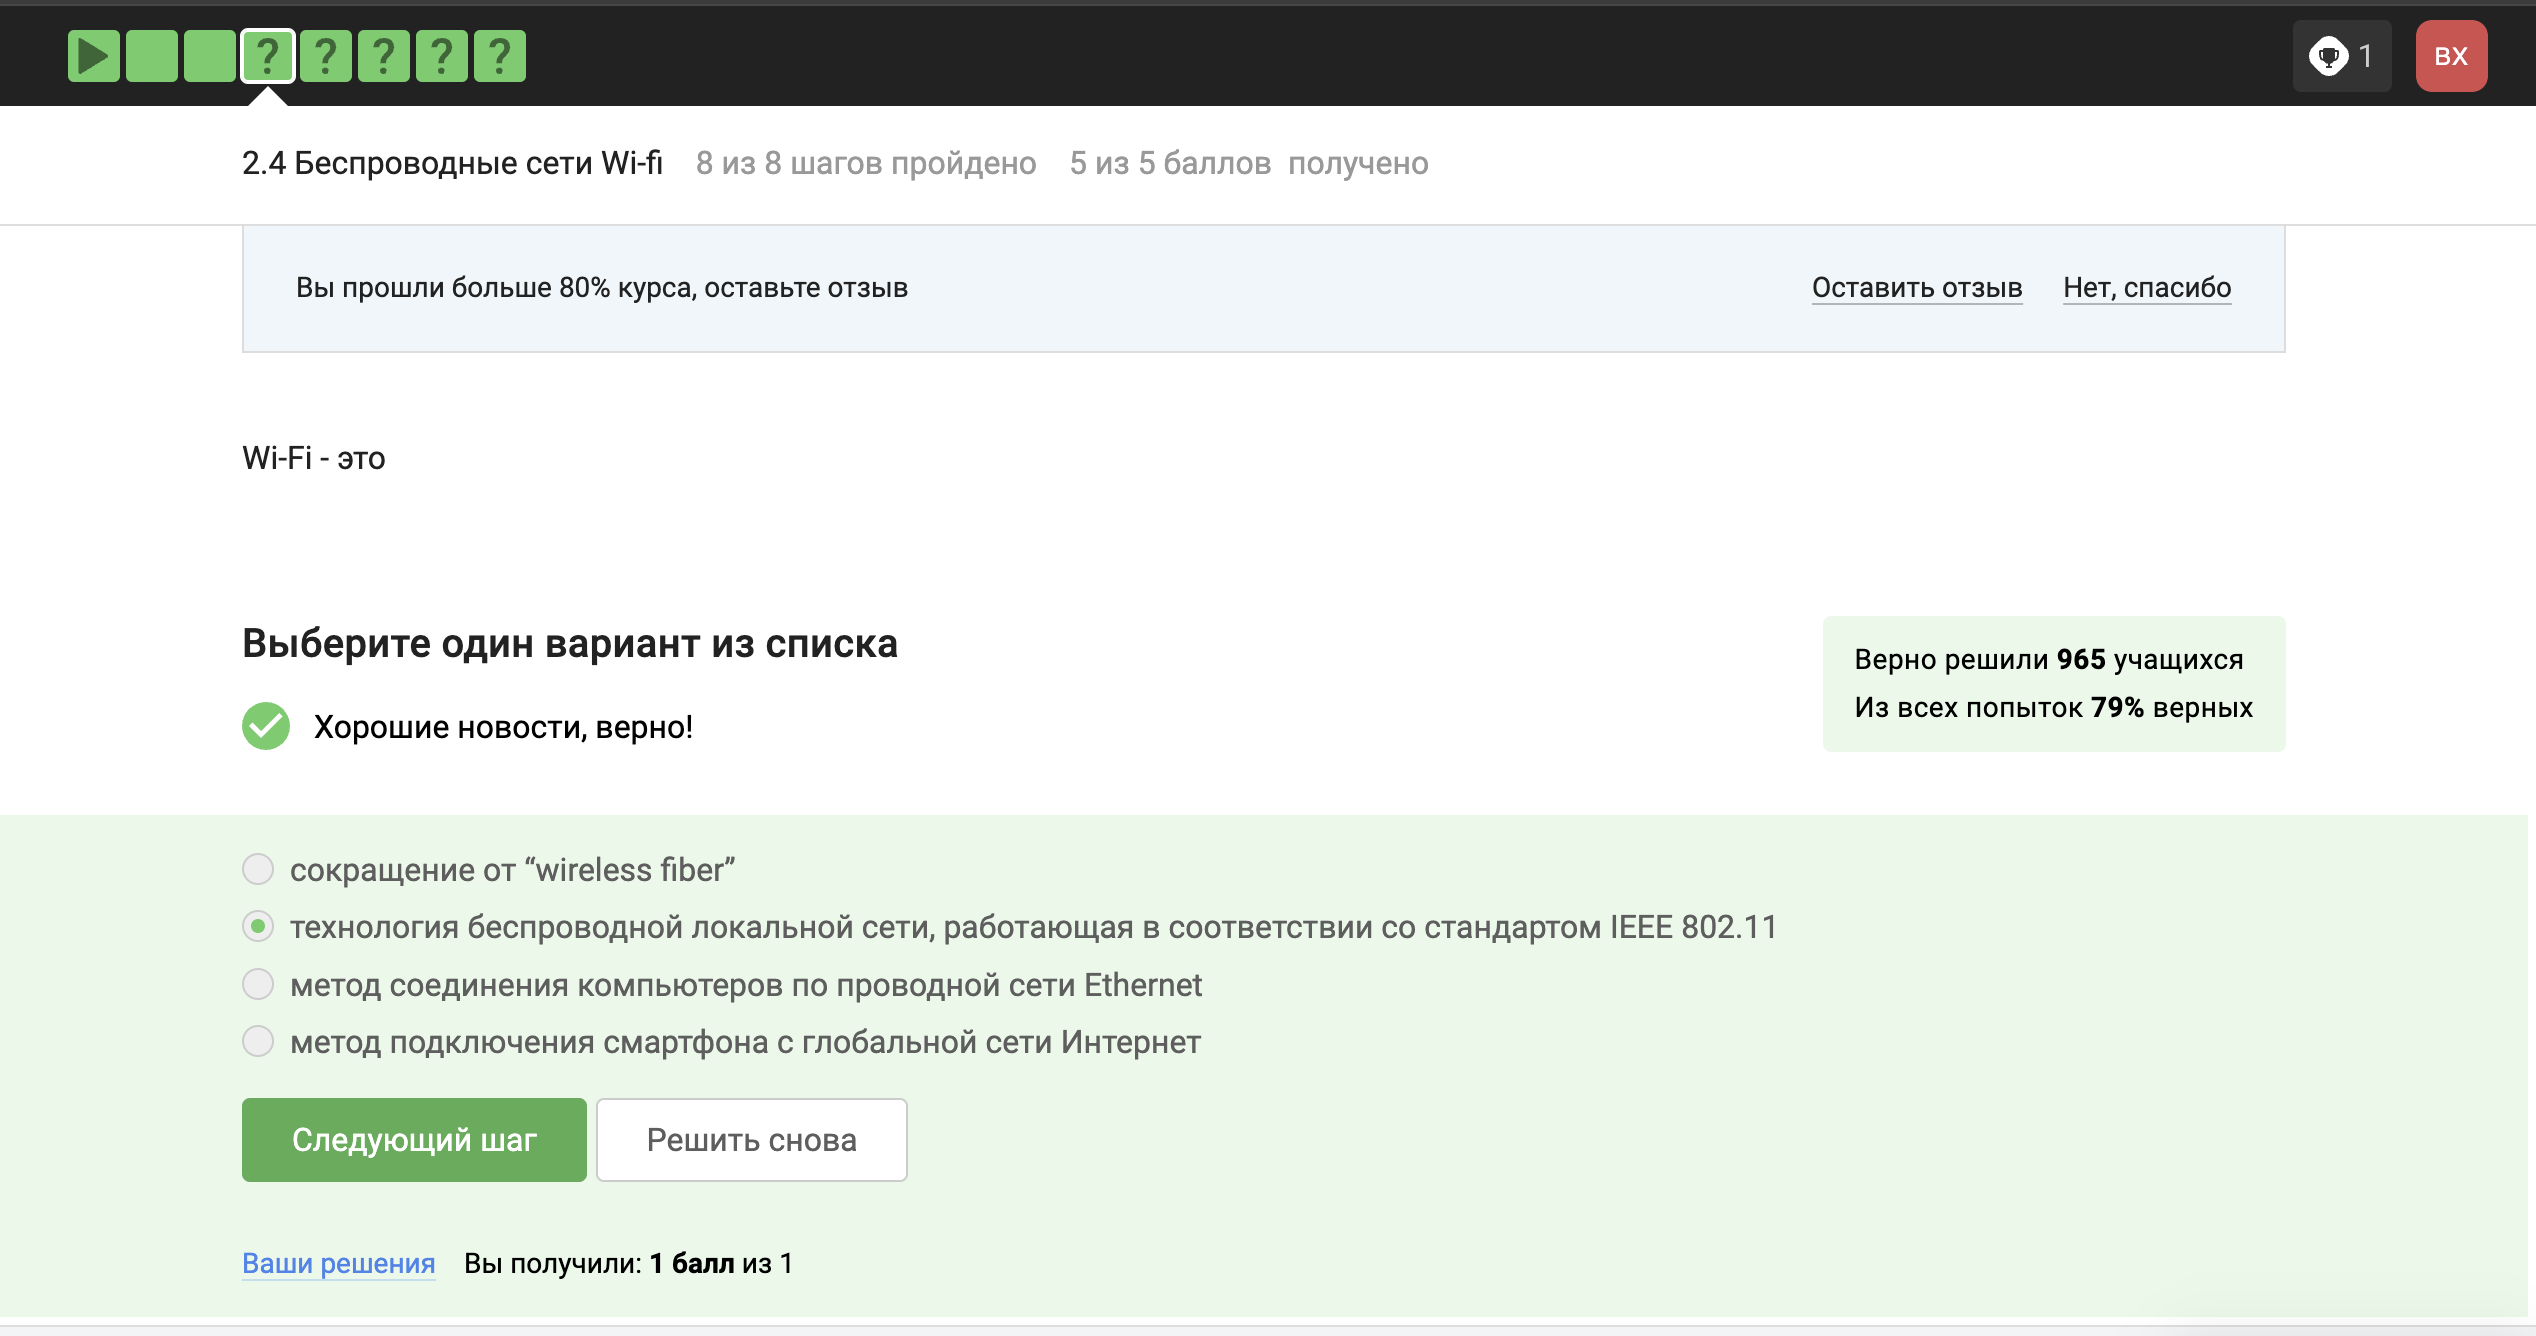 ? ? ? ? ?
1
ВХ
2.4 Беспроводные сети Wi-fi 8 из 8 шагов пройдено 5 из 5 баллов получено
Вы прошли больше 80% курса, оставьте отзыв Оставить отзыв Нет, спасибо
Wi-Fi - это
Выберите один вариант из списка
Хорошие новости, верно!
Верно решили 965 учащихся
Из всех попыток 79% верных
сокращение от “wireless fiber”
технология беспроводной локальной сети, работающая в соответствии со стандартом IEEE 802.11
метод соединения компьютеров по проводной сети Ethernet
метод подключения смартфона с глобальной сети Интернет
Следующий шаг Решить снова
Ваши решения Вы получили: 1 балл из 1